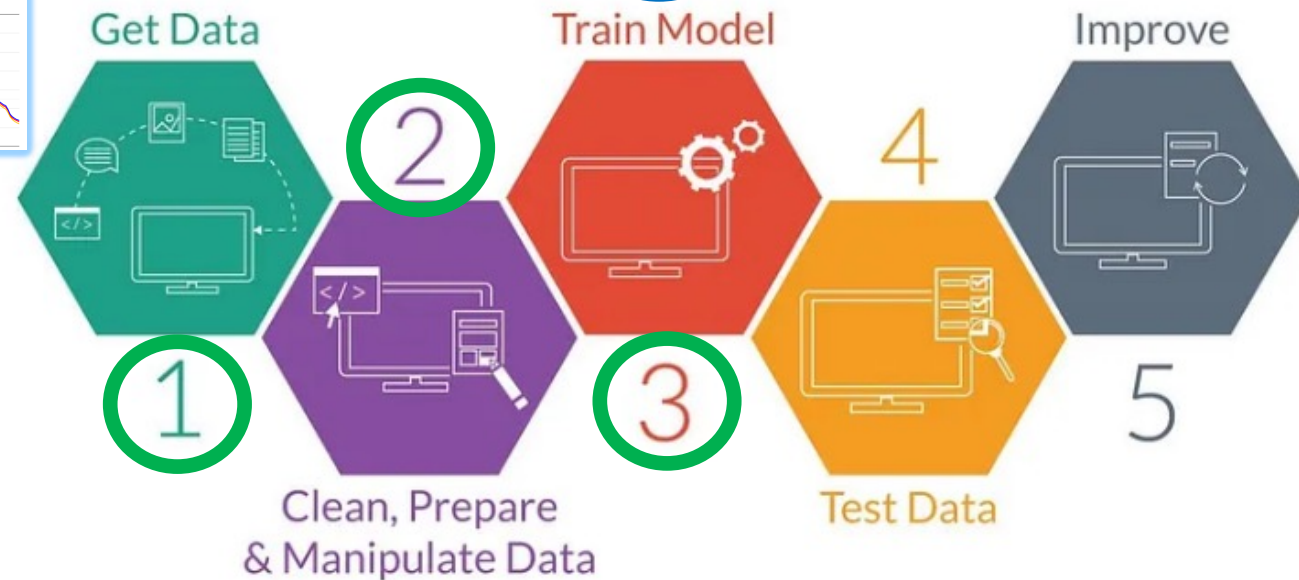 Get Data
Train Model
Improve
2
4
</>
</>
1
3
5
Clean, Prepare
& Manipulate Data
Test Data